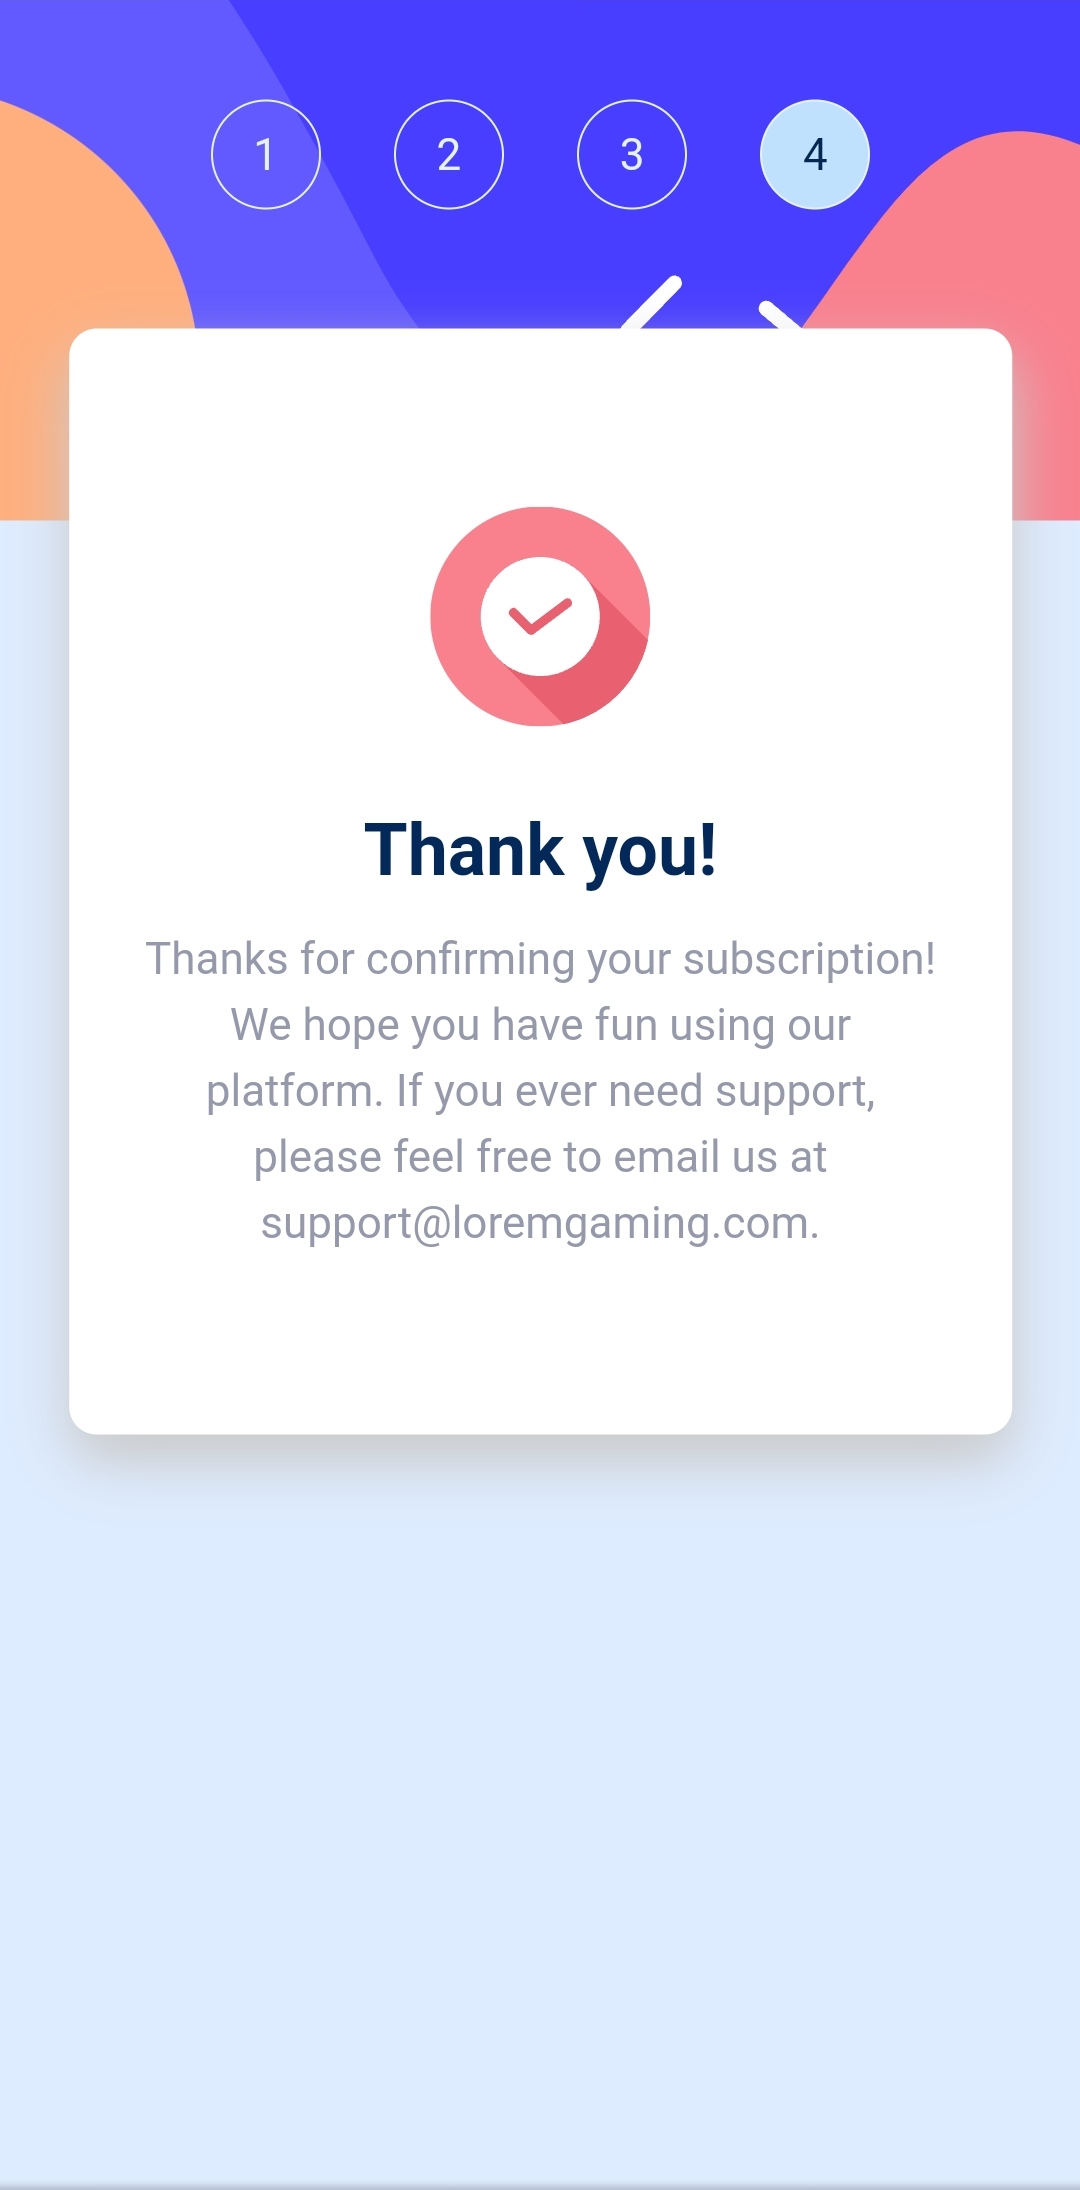 1 2 3 4
Thank you!
Thanks for confirming your subscription!
We hope you have fun using our
platform. If you ever need support,
please feel free to email us at
support@loremgaming.com.